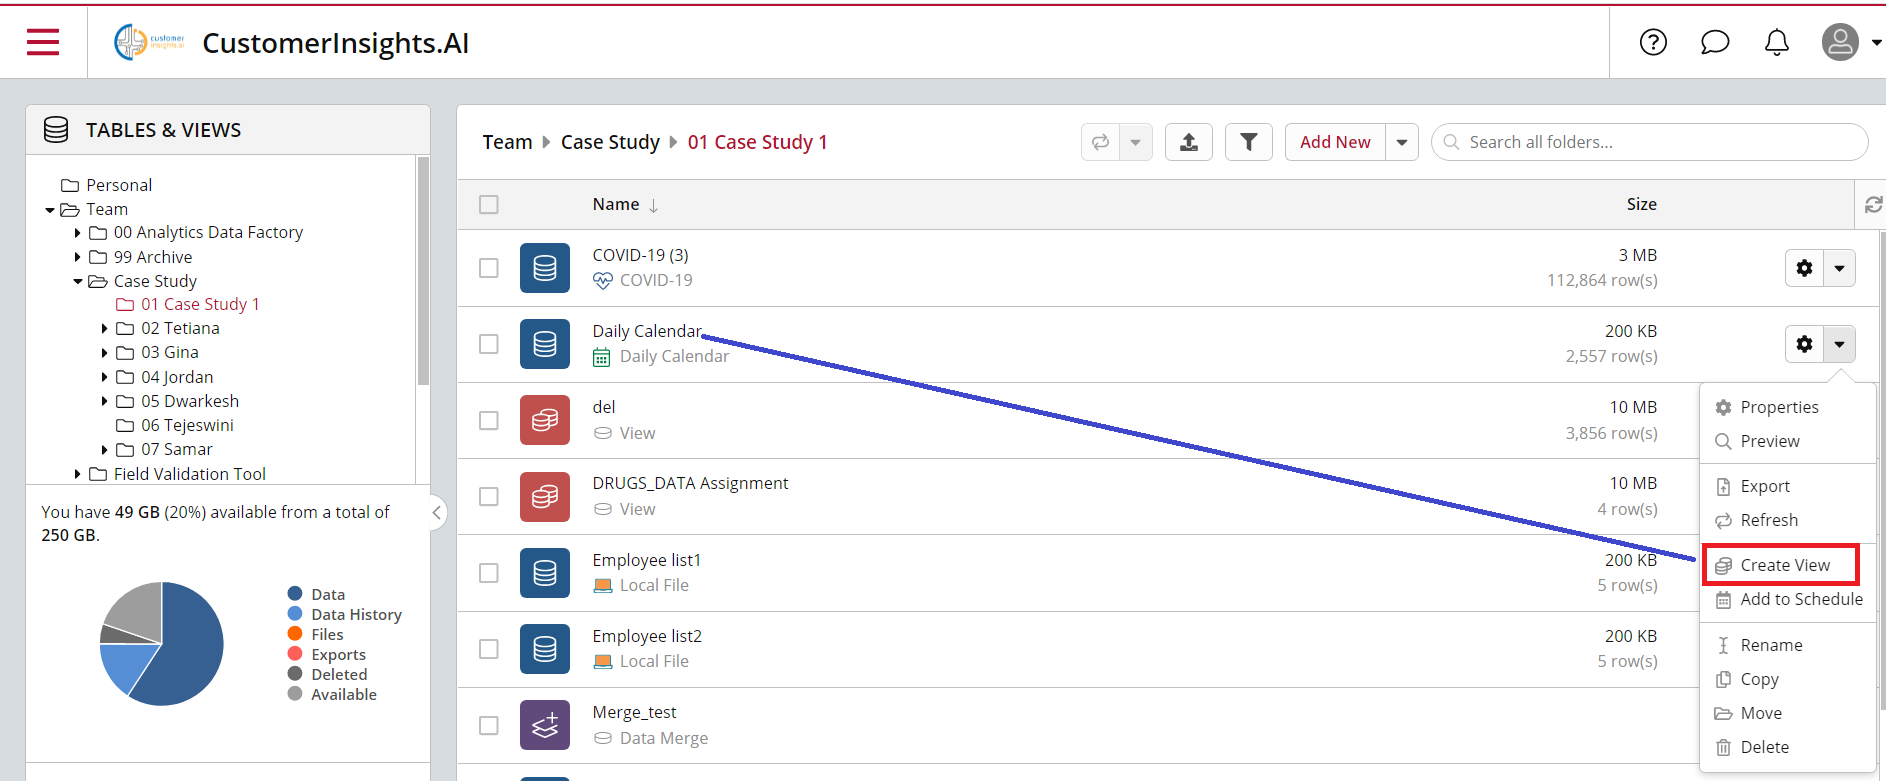 customer
insights.ai
CustomerInsights.AI
TABLES & VIEWS
Personal
Team
00 Analytics Data Factory
99 Archive
Case Study
01 Case Study 1
02 Tetiana
03 Gina
04 Jordan
05 Dwarkesh
06 Tejeswini
07 Samar
Field Validation Tool
You have 49 GB (20%) available from a total of
250 GB.
Data
Data History
Files
Exports
Deleted
Available
Team Case Study 01 Case Study 1
Add New
Search all folders...
Name Size
COVID-19 (3) 3 MB
COVID-19 112,864 row(s)
Daily Calendar 200 KB
Daily Calendar 2,557 row(s)
del 10 MB
View 3,856 row(s)
DRUGS_DATA Assignment 10 MB
View 4 row(s)
Employee list1 200 KB
Local File 5 row(s)
Employee list2 200 KB
Local File 5 row(s)
Merge_test
Data Merge
Properties
Preview
Export
Refresh
Create View
Add to Schedule
Rename
Copy
Move
Delete